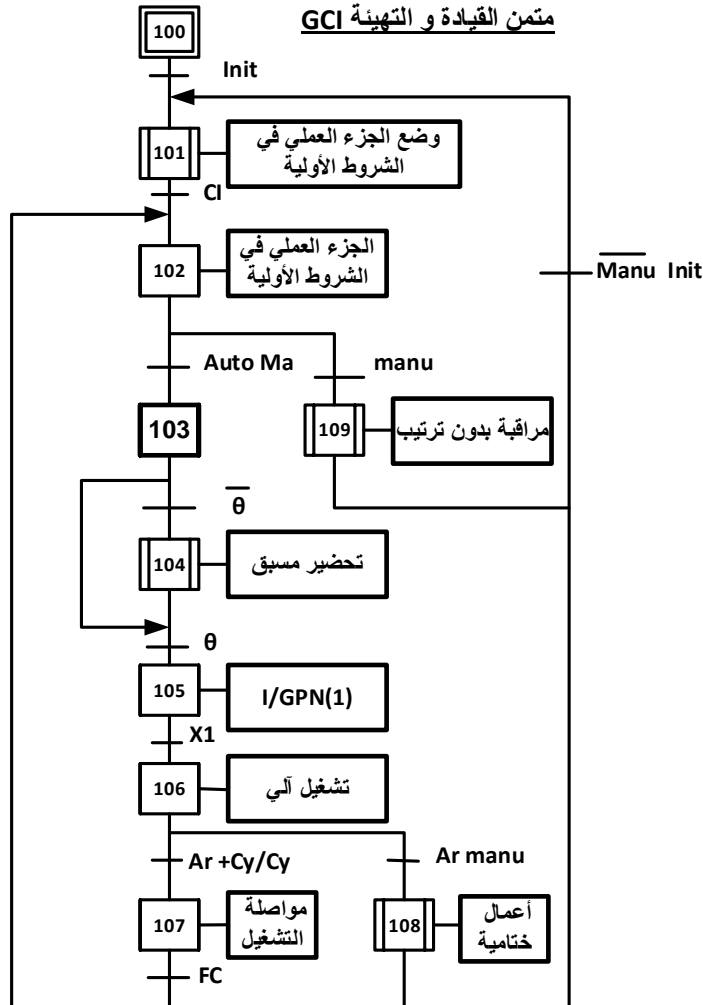 متمن القيادة و التهيئة GCI
100
Init
101
وضع الجزء العملي في
الشروط الأولية
CI
102
الجزء العملي في
الشروط الأولية
M̅a̅n̅u̅ Init
Auto Ma
manu
103
109
مراقبة بدون ترتيب
θ̅
104
تحضير مسبق
θ
105
I/GPN(1)
X1
106
تشغيل آلي
Ar +Cy/Cy
Ar manu
107
مواصلة
التشغيل
108
أعمال
ختامية
FC